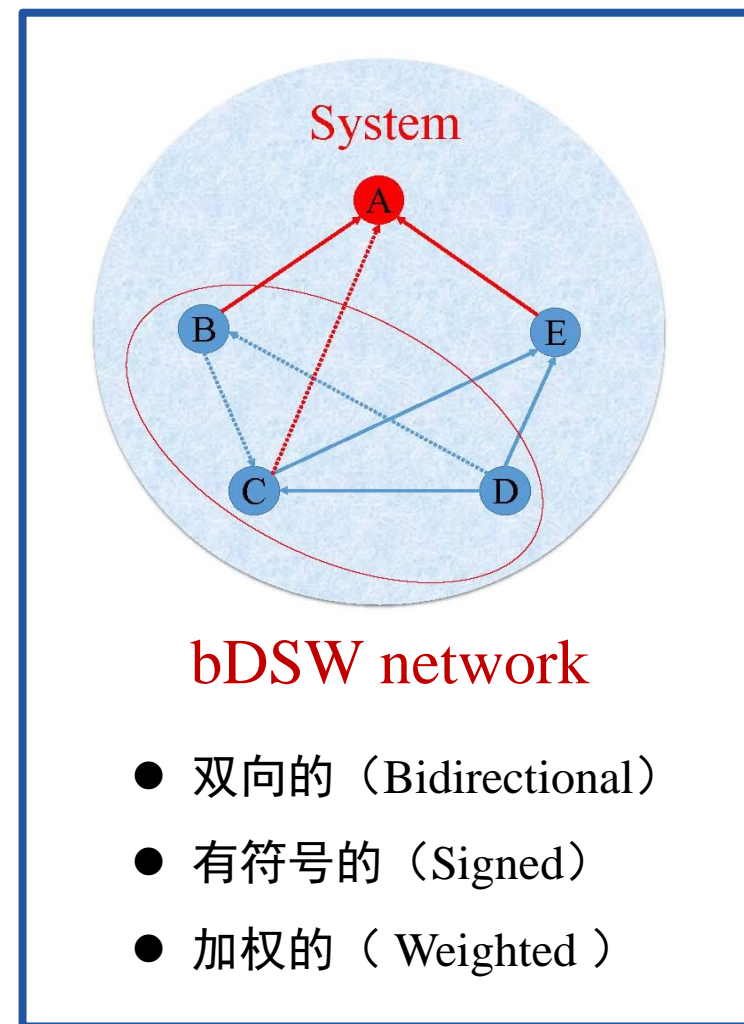 System
A
B
E
C
D
bDSW network
● 双向的（Bidirectional）
● 有符号的（Signed）
● 加权的（ Weighted ）